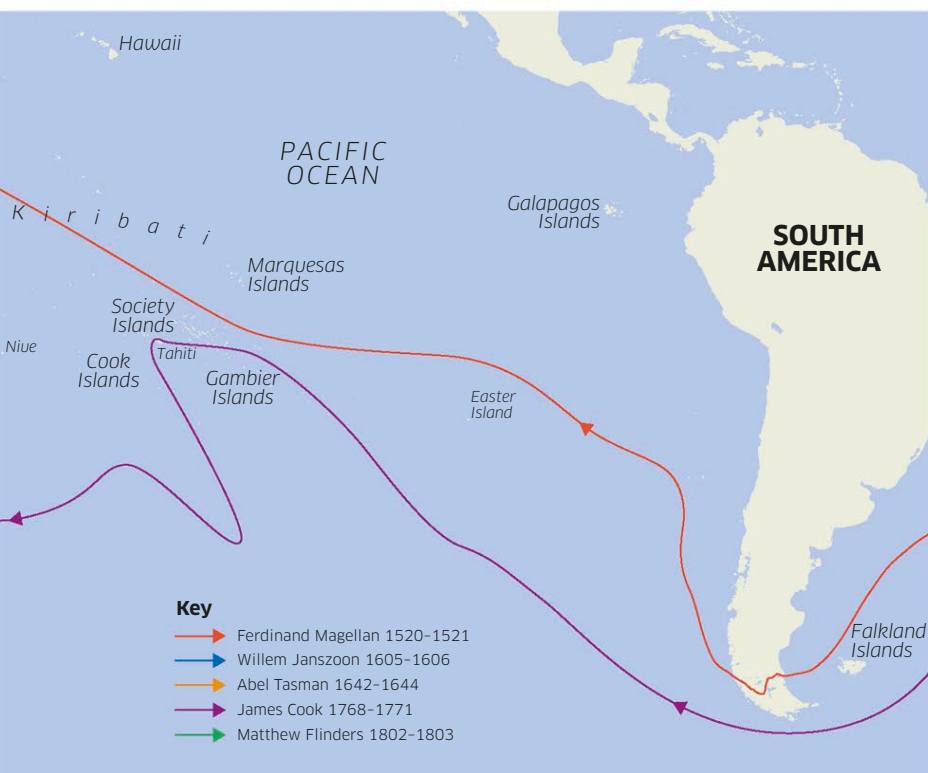 Hawaii
PACIFIC
OCEAN
Galapagos
Islands
SOUTH
AMERICA
Kiribati
Marquesas
Islands
Society
Islands
Niue
Tahiti
Cook
Islands
Gambier
Islands
Easter
Island
Falkland
Islands
Key
Ferdinand Magellan 1520–1521
Willem Janszoon 1605–1606
Abel Tasman 1642–1644
James Cook 1768–1771
Matthew Flinders 1802–1803